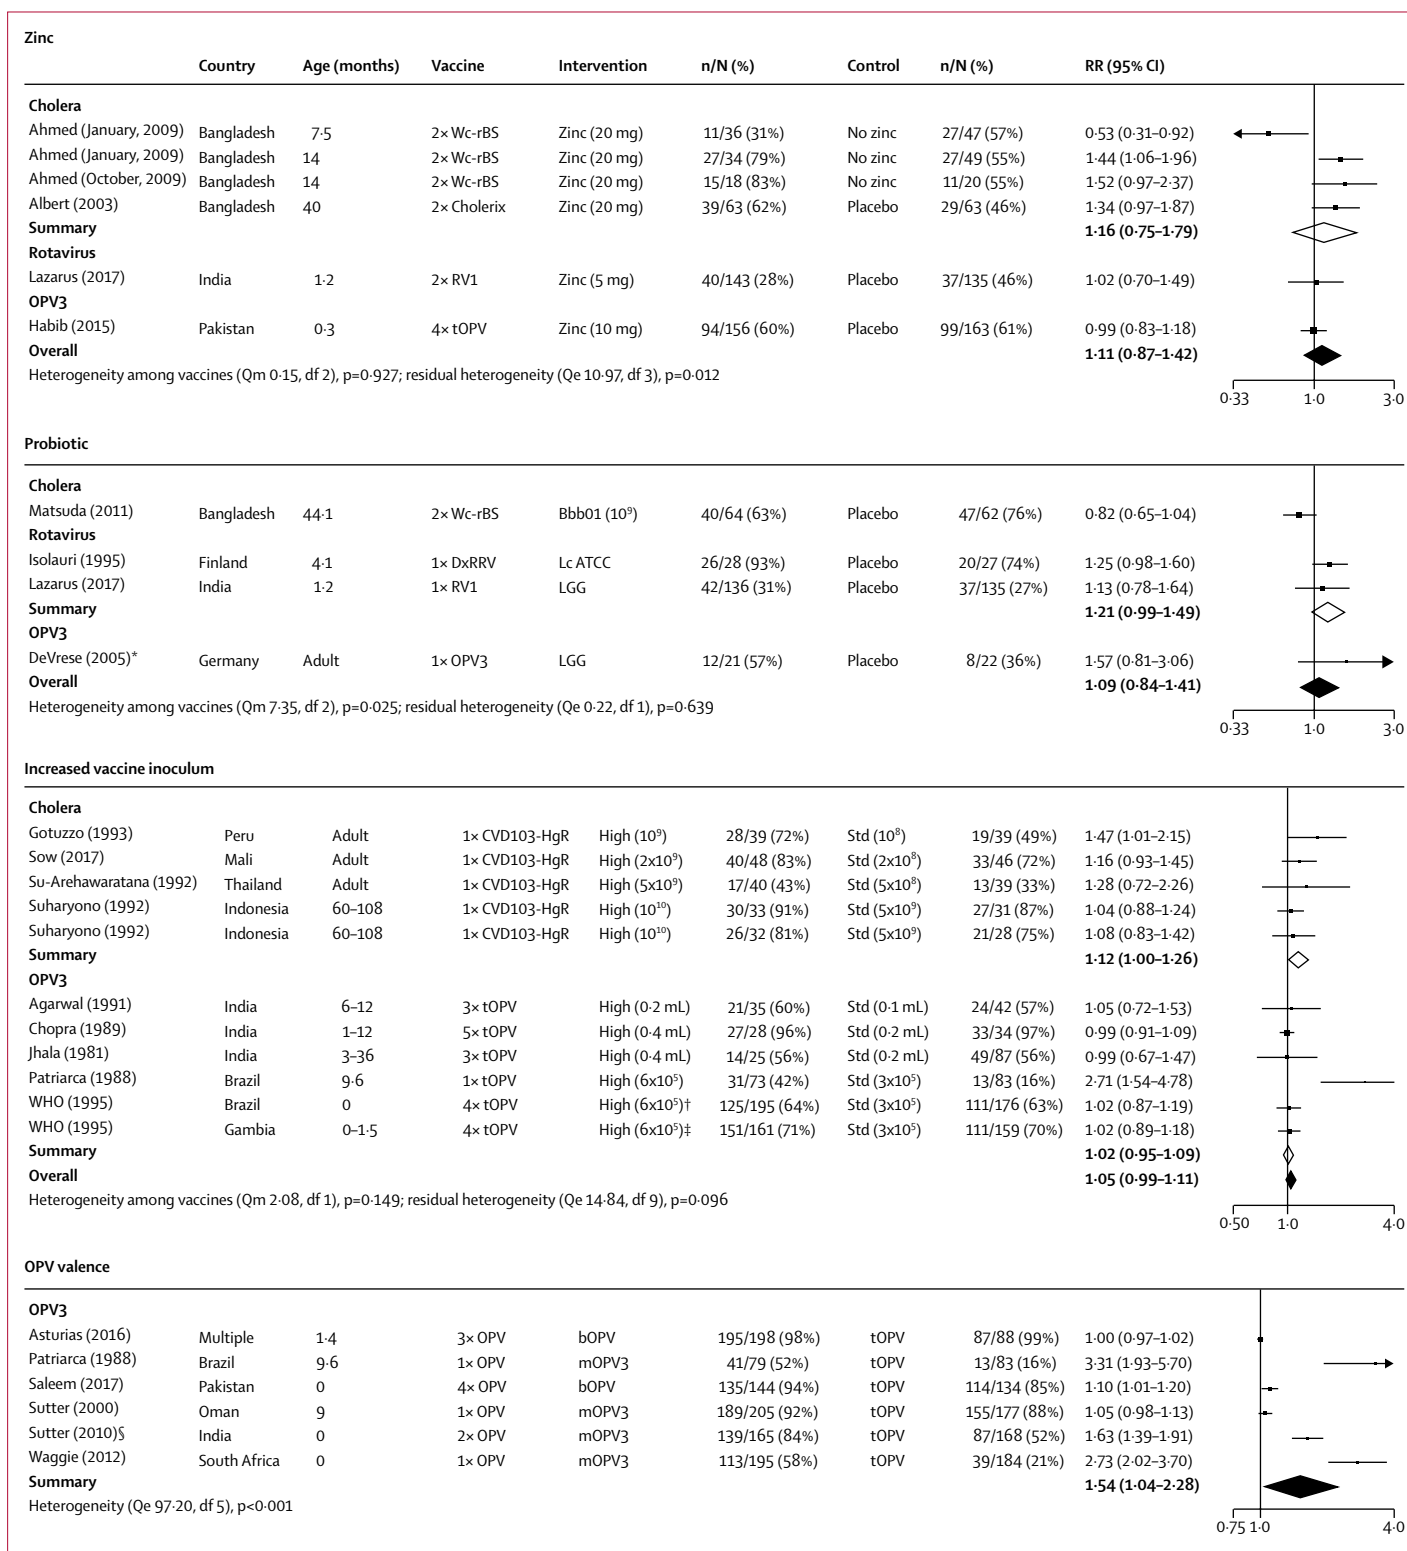 Zinc
Country Age (months) Vaccine Intervention n/N (%) Control n/N (%) RR (95% CI)
Cholera
Ahmed (January, 2009) Bangladesh 7·5 2× Wc-rBS Zinc (20 mg) 11/36 (31%) No zinc 27/47 (57%) 0·53 (0·31–0·92)
Ahmed (January, 2009) Bangladesh 14 2× Wc-rBS Zinc (20 mg) 27/34 (79%) No zinc 27/49 (55%) 1·44 (1·06–1·96)
Ahmed (October, 2009) Bangladesh 14 2× Wc-rBS Zinc (20 mg) 15/18 (83%) No zinc 11/20 (55%) 1·52 (0·97–2·37)
Albert (2003) Bangladesh 40 2× Cholerix Zinc (20 mg) 39/63 (62%) Placebo 29/63 (46%) 1·34 (0·97–1·87)
Summary 1·16 (0·75–1·79)
Rotavirus
Lazarus (2017) India 1·2 2× RV1 Zinc (5 mg) 40/143 (28%) Placebo 37/135 (46%) 1·02 (0·70–1·49)
OPV3
Habib (2015) Pakistan 0·3 4× tOPV Zinc (10 mg) 94/156 (60%) Placebo 99/163 (61%) 0·99 (0·83–1·18)
Overall 1·11 (0·87–1·42)
Heterogeneity among vaccines (Qm 0·15, df 2), p=0·927; residual heterogeneity (Qe 10·97, df 3), p=0·012
0·33 1·0 3·0
Probiotic
Cholera
Matsuda (2011) Bangladesh 44·1 2× Wc-rBS Bbb01 (10⁹) 40/64 (63%) Placebo 47/62 (76%) 0·82 (0·65–1·04)
Rotavirus
Isolauri (1995) Finland 4·1 1× DxRRV Lc ATCC 26/28 (93%) Placebo 20/27 (74%) 1·25 (0·98–1·60)
Lazarus (2017) India 1·2 1× RV1 LGG 42/136 (31%) Placebo 37/135 (27%) 1·13 (0·78–1·64)
Summary 1·21 (0·99–1·49)
OPV3
DeVrese (2005)* Germany Adult 1× OPV3 LGG 12/21 (57%) Placebo 8/22 (36%) 1·57 (0·81–3·06)
Overall 1·09 (0·84–1·41)
Heterogeneity among vaccines (Qm 7·35, df 2), p=0·025; residual heterogeneity (Qe 0·22, df 1), p=0·639
0·33 1·0 3·0
Increased vaccine inoculum
Cholera
Gotuzzo (1993) Peru Adult 1× CVD103-HgR High (10⁹) 28/39 (72%) Std (10⁸) 19/39 (49%) 1·47 (1·01–2·15)
Sow (2017) Mali Adult 1× CVD103-HgR High (2x10⁹) 40/48 (83%) Std (2x10⁸) 33/46 (72%) 1·16 (0·93–1·45)
Su-Arehawaratana (1992) Thailand Adult 1× CVD103-HgR High (5x10⁹) 17/40 (43%) Std (5x10⁸) 13/39 (33%) 1·28 (0·72–2·26)
Suharyono (1992) Indonesia 60–108 1× CVD103-HgR High (10¹⁰) 30/33 (91%) Std (5x10⁹) 27/31 (87%) 1·04 (0·88–1·24)
Suharyono (1992) Indonesia 60–108 1× CVD103-HgR High (10¹⁰) 26/32 (81%) Std (5x10⁹) 21/28 (75%) 1·08 (0·83–1·42)
Summary 1·12 (1·00–1·26)
OPV3
Agarwal (1991) India 6–12 3× tOPV High (0·2 mL) 21/35 (60%) Std (0·1 mL) 24/42 (57%) 1·05 (0·72–1·53)
Chopra (1989) India 1–12 5× tOPV High (0·4 mL) 27/28 (96%) Std (0·2 mL) 33/34 (97%) 0·99 (0·91–1·09)
Jhala (1981) India 3–36 3× tOPV High (0·4 mL) 14/25 (56%) Std (0·2 mL) 49/87 (56%) 0·99 (0·67–1·47)
Patriarca (1988) Brazil 9·6 1× tOPV High (6x10⁵) 31/73 (42%) Std (3x10⁵) 13/83 (16%) 2·71 (1·54–4·78)
WHO (1995) Brazil 0 4× tOPV High (6x10⁵)† 125/195 (64%) Std (3x10⁵) 111/176 (63%) 1·02 (0·87–1·19)
WHO (1995) Gambia 0–1·5 4× tOPV High (6x10⁵)‡ 151/161 (71%) Std (3x10⁵) 111/159 (70%) 1·02 (0·89–1·18)
Summary 1·02 (0·95–1·09)
Overall 1·05 (0·99–1·11)
Heterogeneity among vaccines (Qm 2·08, df 1), p=0·149; residual heterogeneity (Qe 14·84, df 9), p=0·096
0·50 1·0 4·0
OPV valence
OPV3
Asturias (2016) Multiple 1·4 3× OPV bOPV 195/198 (98%) tOPV 87/88 (99%) 1·00 (0·97–1·02)
Patriarca (1988) Brazil 9·6 1× OPV mOPV3 41/79 (52%) tOPV 13/83 (16%) 3·31 (1·93–5·70)
Saleem (2017) Pakistan 0 4× OPV bOPV 135/144 (94%) tOPV 114/134 (85%) 1·10 (1·01–1·20)
Sutter (2000) Oman 9 1× OPV mOPV3 189/205 (92%) tOPV 155/177 (88%) 1·05 (0·98–1·13)
Sutter (2010)§ India 0 2× OPV mOPV3 139/165 (84%) tOPV 87/168 (52%) 1·63 (1·39–1·91)
Waggie (2012) South Africa 0 1× OPV mOPV3 113/195 (58%) tOPV 39/184 (21%) 2·73 (2·02–3·70)
Summary 1·54 (1·04–2·28)
Heterogeneity (Qe 97·20, df 5), p<0·001
0·75 1·0 4·0